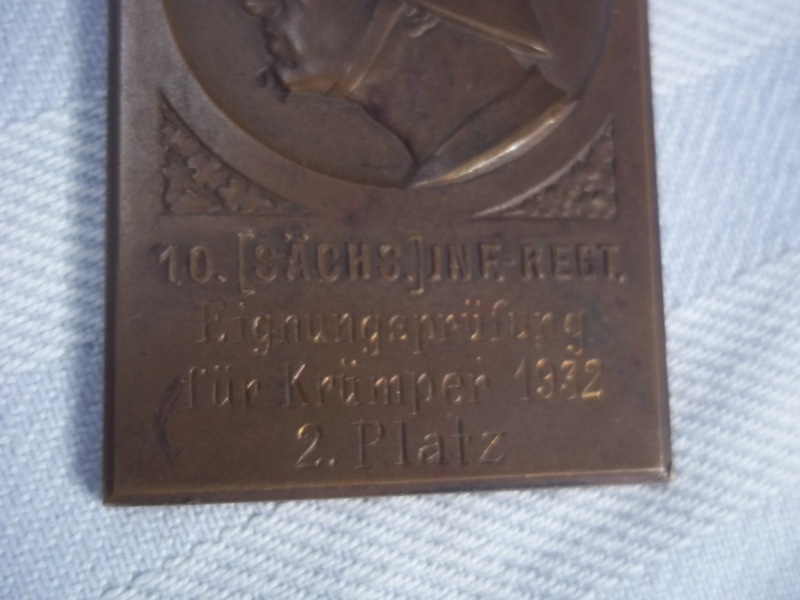 10. [SÄCHS.] INF.-REGT.
Eignungsprüfung
für Krümper 1932
2. Platz